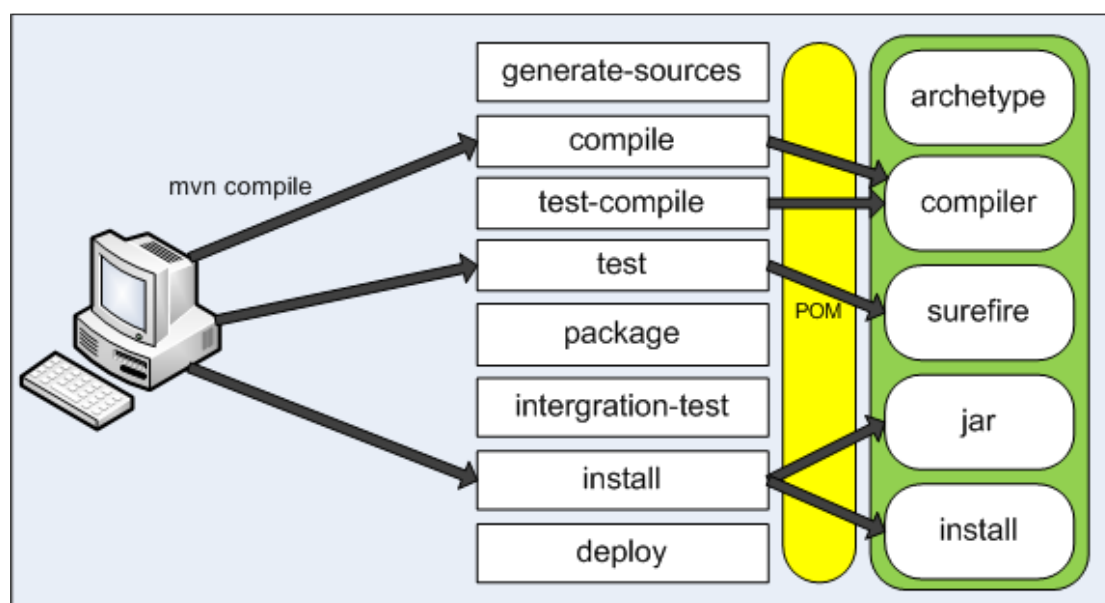 mvn compile
generate-sources
compile
test-compile
test
package
intergration-test
install
deploy
POM
archetype
compiler
surefire
jar
install